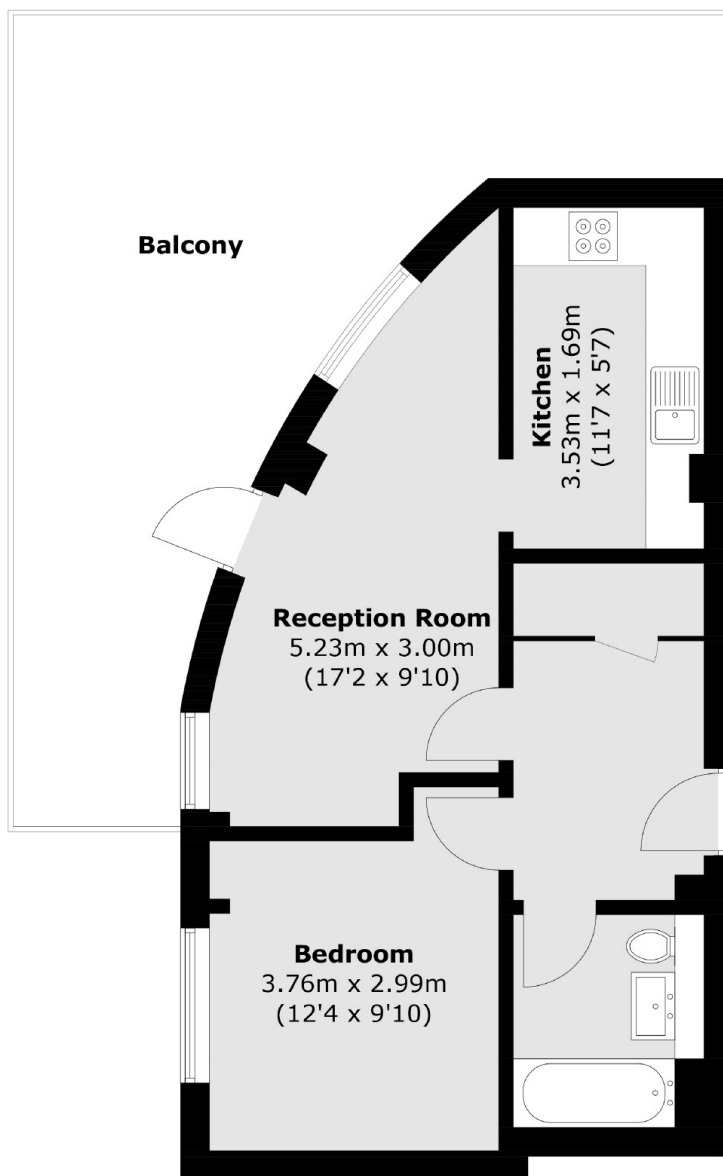 Balcony
Kitchen
3.53m x 1.69m
(11'7 x 5'7)
Reception Room
5.23m x 3.00m
(17'2 x 9'10)
Bedroom
3.76m x 2.99m
(12'4 x 9'10)